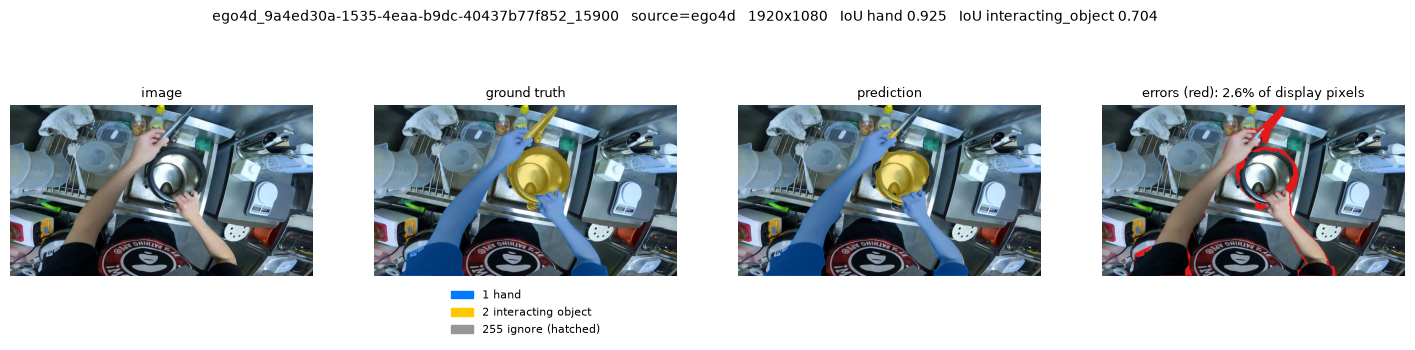 ego4d_9a4ed30a-1535-4eaa-b9dc-40437b77f852_15900   source=ego4d   1920x1080   IoU hand 0.925   IoU interacting_object 0.704
image
ground truth
prediction
errors (red): 2.6% of display pixels
1 hand
2 interacting object
255 ignore (hatched)